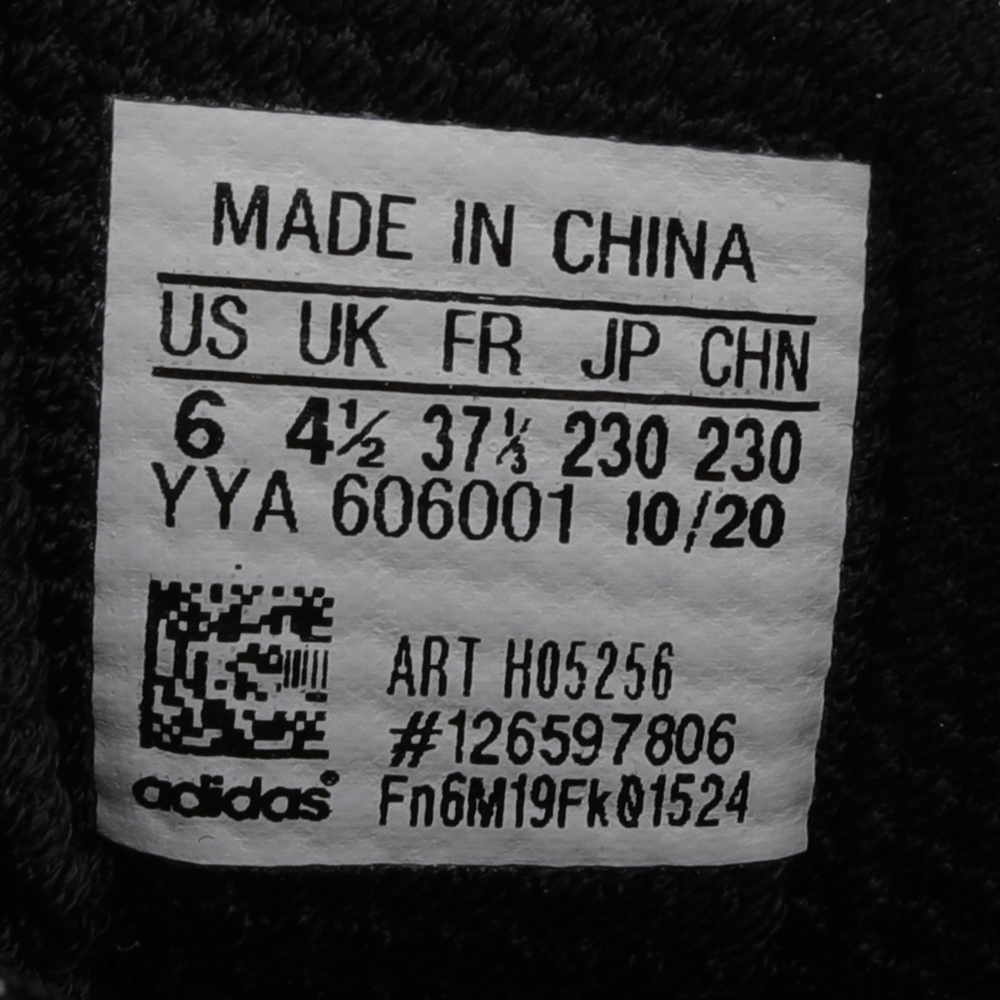 MADE IN CHINA
US UK FR JP CHN
6 4½ 37⅓ 230 230
YYA 606001 10/20
ART H05256
#126597806
Fn6M19FkQ1524
adidas®